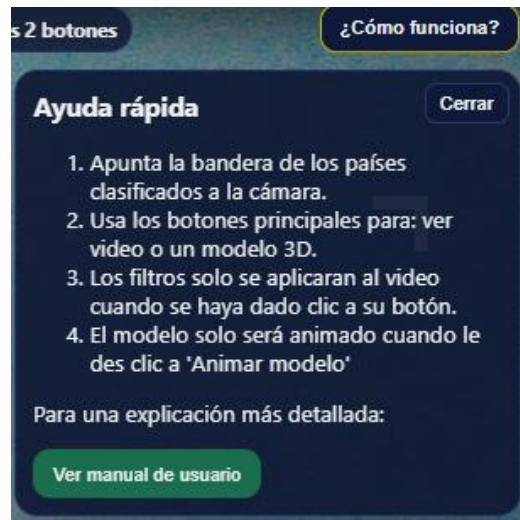 s 2 botones
¿Cómo funciona?
Ayuda rápida
Cerrar
1. Apunta la bandera de los países
clasificados a la cámara.
2. Usa los botones principales para: ver
video o un modelo 3D.
3. Los filtros solo se aplicaran al video
cuando se haya dado clic a su botón.
4. El modelo solo será animado cuando le
des clic a 'Animar modelo'
Para una explicación más detallada:
Ver manual de usuario